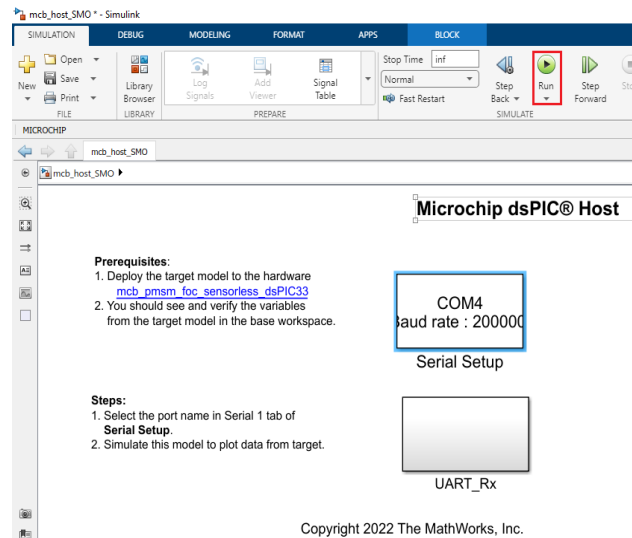 mcb_host_SMO * - Simulink
SIMULATION DEBUG MODELING FORMAT APPS BLOCK
New
Open
Save
Print
FILE
Library
Browser
LIBRARY
Log
Signals
Add
Viewer
Signal
Table
PREPARE
Stop Time inf
Normal
Fast Restart
Step
Back
Run
Step
Forward
SIMULATE
MICROCHIP
mcb_host_SMO
mcb_host_SMO
Microchip dsPIC® Host
Prerequisites:
1. Deploy the target model to the hardware
mcb_pmsm_foc_sensorless_dsPIC33
2. You should see and verify the variables
from the target model in the base workspace.
COM4
Baud rate : 200000
Serial Setup
Steps:
1. Select the port name in Serial 1 tab of
Serial Setup.
2. Simulate this model to plot data from target.
UART_Rx
Copyright 2022 The MathWorks, Inc.